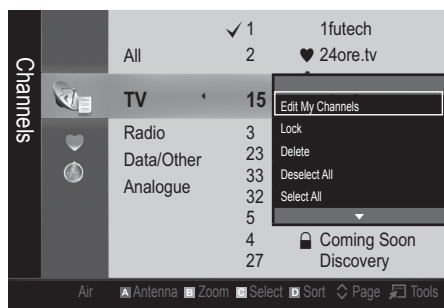 Channels
1 1futech
All 2 24ore.tv
TV 15
Radio 3
Data/Other 23
Analogue 33
32
5
4 Coming Soon
27 Discovery
Edit My Channels
Lock
Delete
Deselect All
Select All
Air A Antenna B Zoom C Select D Sort Page Tools